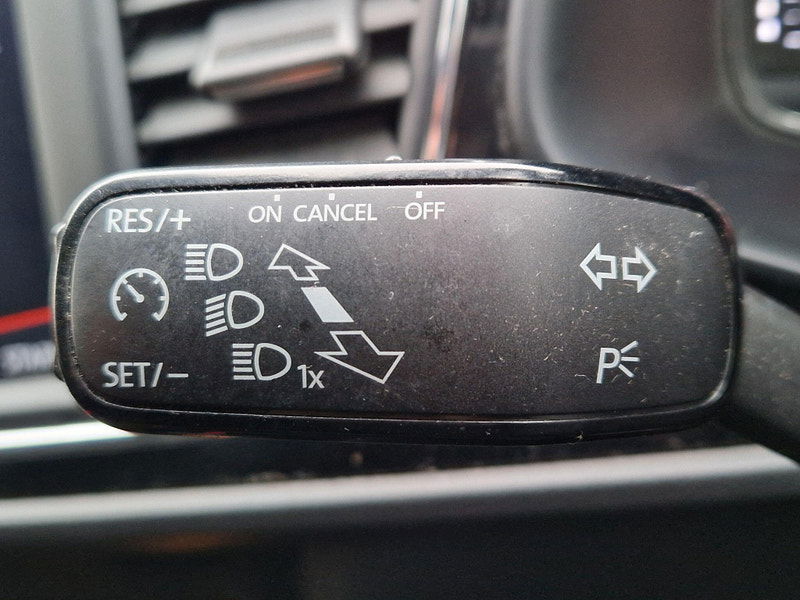 RES/+ ON CANCEL OFF
SET/– 1x
P